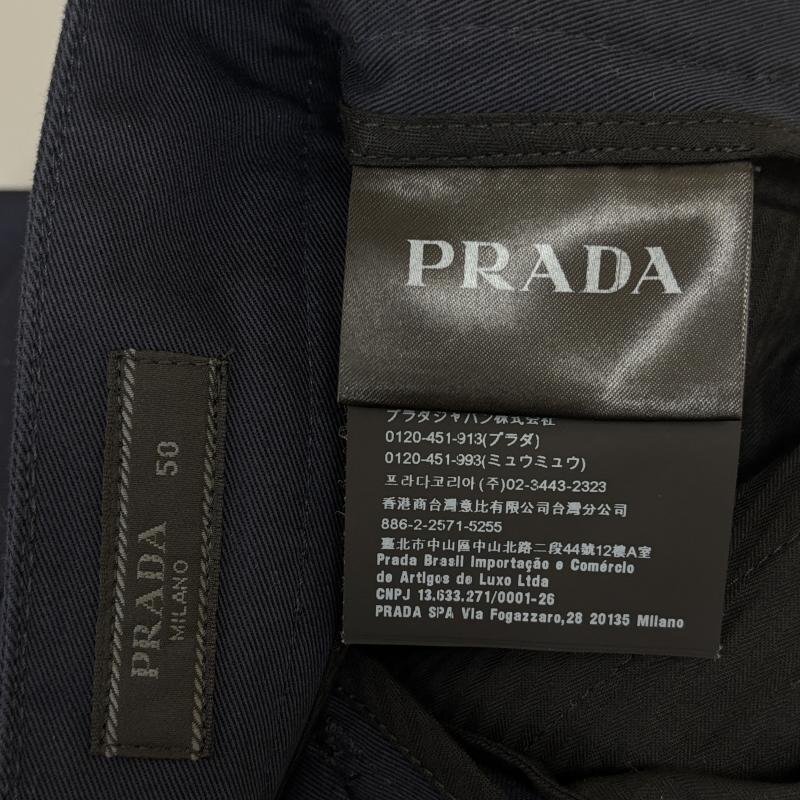 PRADA
プラダジャパン株式会社
0120-451-913(プラダ)
0120-451-993(ミュウミュウ)
프라다코리아 (주)02-3443-2323
香港商台灣意比有限公司台灣分公司
886-2-2571-5255
臺北市中山區中山北路二段44號12樓A室
Prada Brasil Importação e Comércio
de Artigos de Luxo Ltda
CNPJ 13.633.271/0001-26
PRADA SPA Via Fogazzaro,28 20135 Milano
PRADA 50
MILANO